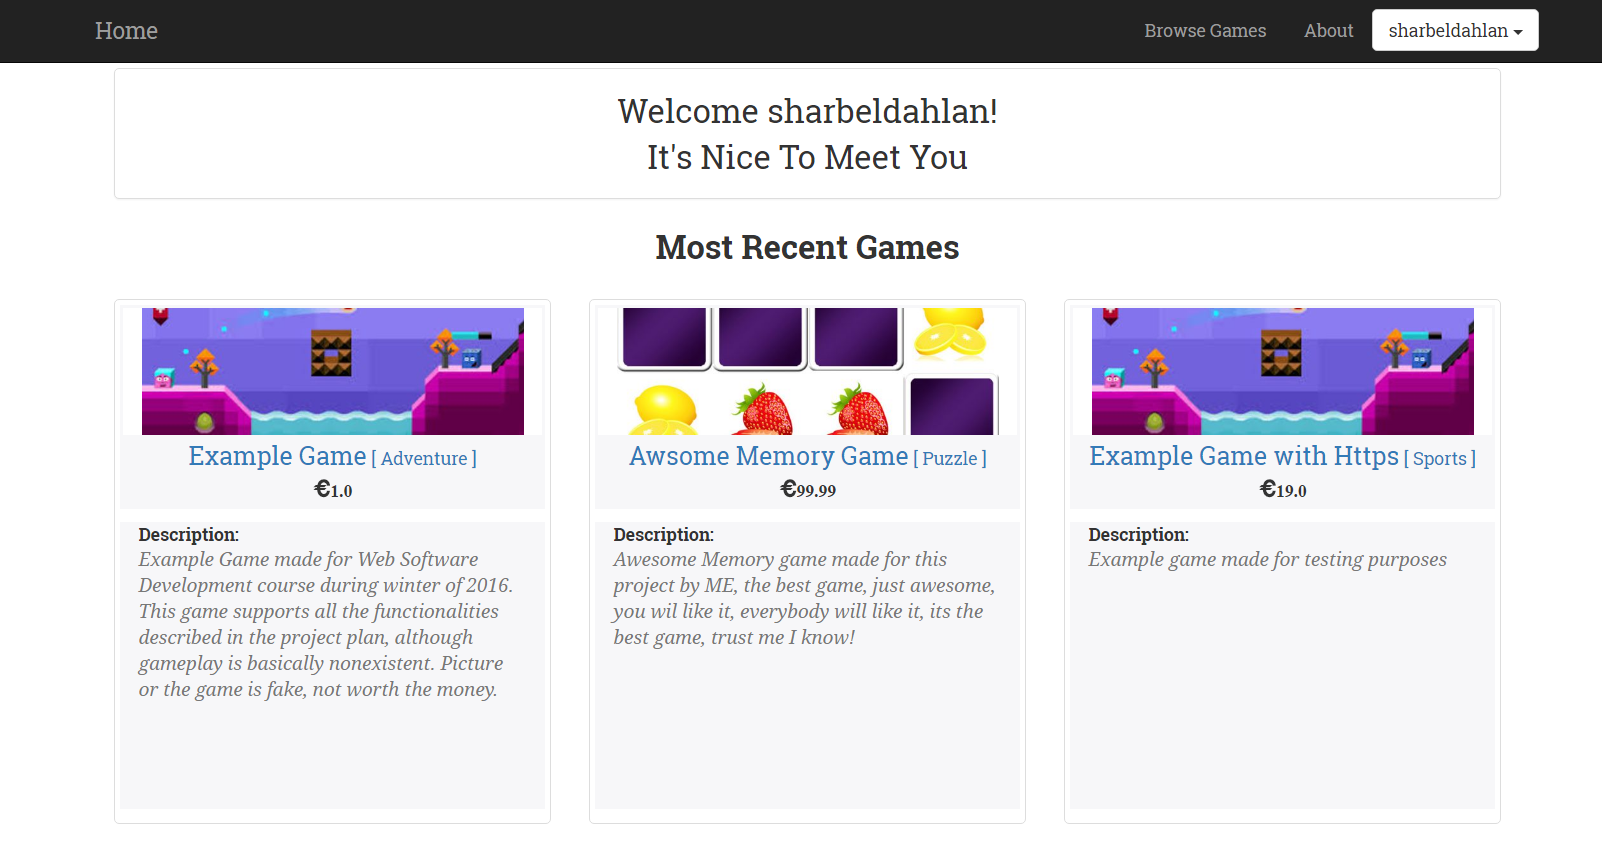 Home
Browse Games
About
sharbeldahlan
Welcome sharbeldahlan!
It's Nice To Meet You
Most Recent Games
Example Game [ Adventure ]
€1.0
Description:
Example Game made for Web Software
Development course during winter of 2016.
This game supports all the functionalities
described in the project plan, although
gameplay is basically nonexistent. Picture
or the game is fake, not worth the money.
Awsome Memory Game [ Puzzle ]
€99.99
Description:
Awesome Memory game made for this
project by ME, the best game, just awesome,
you wil like it, everybody will like it, its the
best game, trust me I know!
Example Game with Https [ Sports ]
€19.0
Description:
Example game made for testing purposes